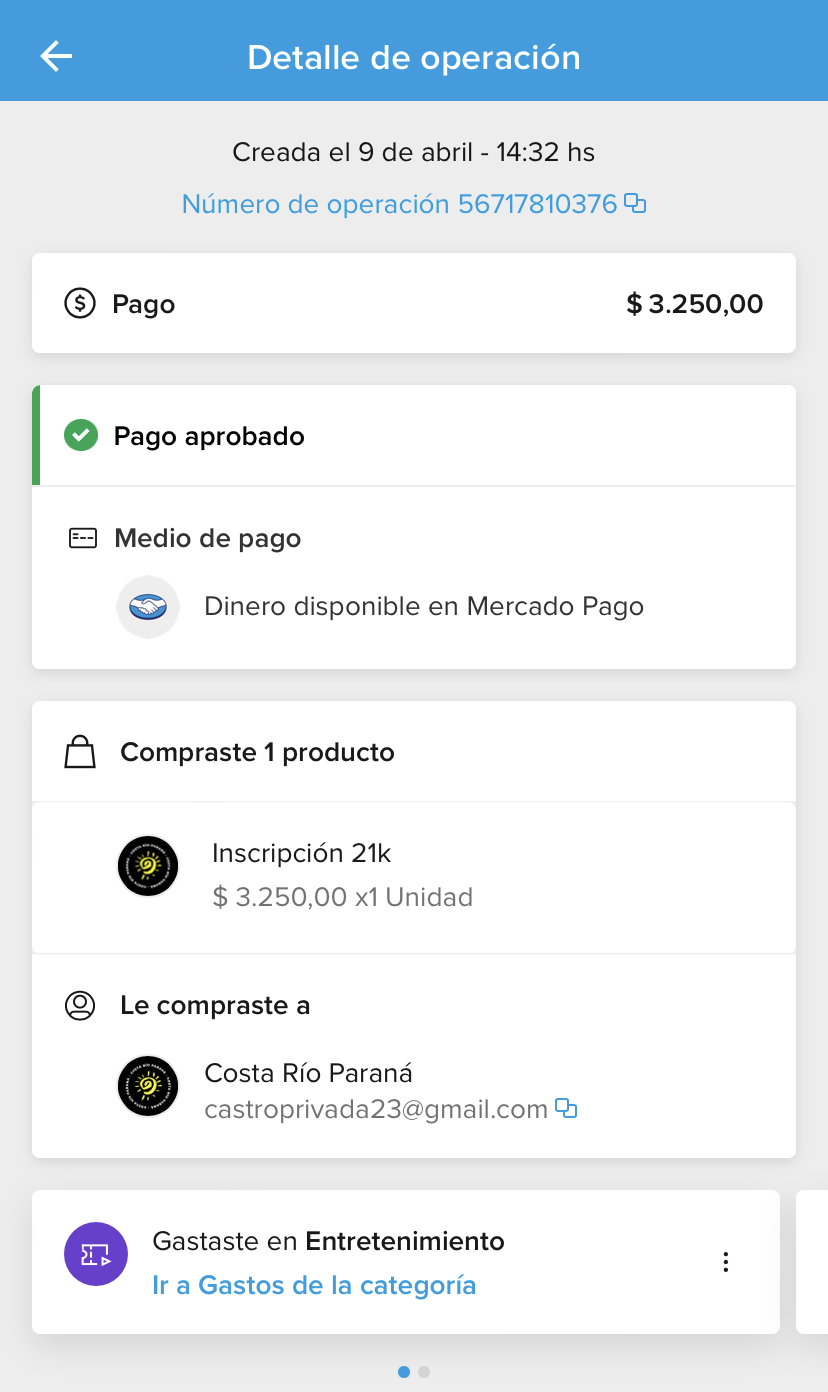 Detalle de operación
Creada el 9 de abril - 14:32 hs
Número de operación 56717810376
Pago
$ 3.250,00
Pago aprobado
Medio de pago
Dinero disponible en Mercado Pago
Compraste 1 producto
Inscripción 21k
$ 3.250,00 x1 Unidad
Le compraste a
Costa Río Paraná
castroprivada23@gmail.com
Gastaste en Entretenimiento
Ir a Gastos de la categoría